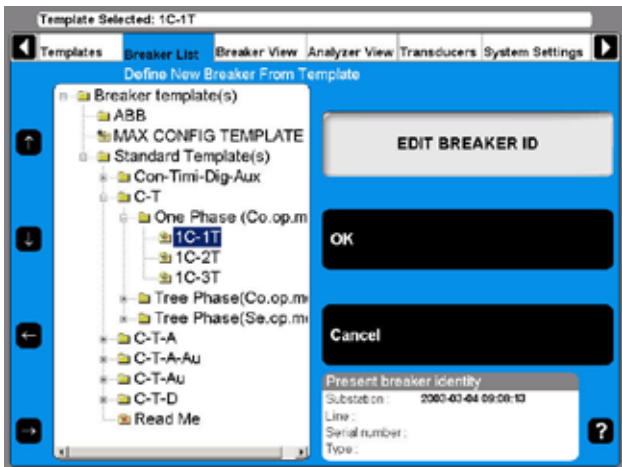 Template Selected: 1C-1T
Templates Breaker List Breaker View Analyzer View Transducers System Settings
Define New Breaker From Template
Breaker template(s)
ABB
MAX CONFIG TEMPLATE
Standard Template(s)
Con-Timi-Dig-Aux
C-T
One Phase (Co.op.m
1C-1T
1C-2T
1C-3T
Tree Phase(Co.op.m
Tree Phase(Se.op.m
C-T-A
C-T-A-Au
C-T-Au
C-T-D
Read Me
EDIT BREAKER ID
OK
Cancel
Present breaker identity
Substation : 2003-03-04 09:08:13
Line :
Serial number :
Type :
?